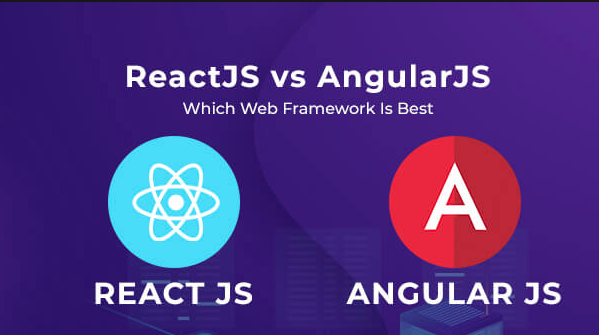 ReactJS vs AngularJS
Which Web Framework Is Best
A
REACT JS
ANGULAR JS